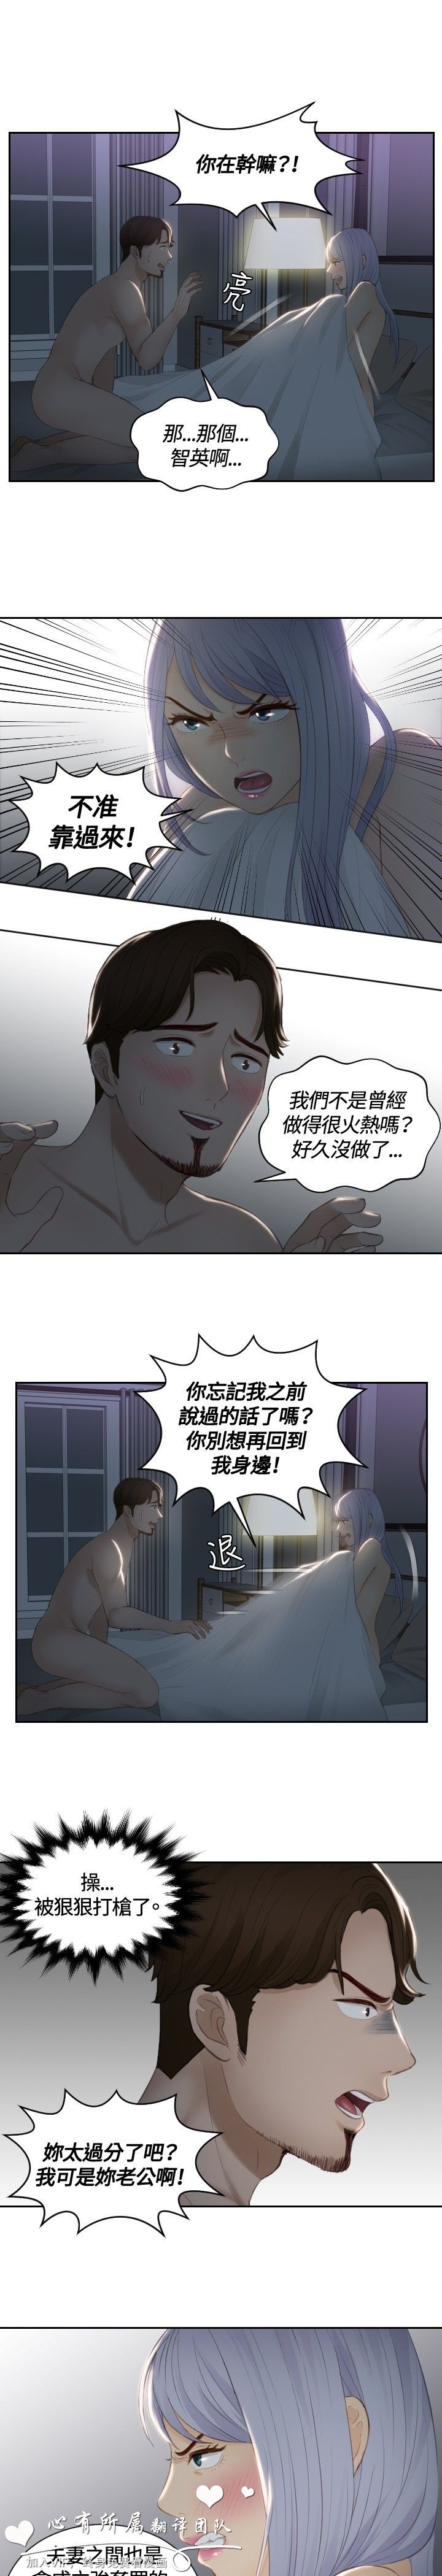 你在幹嘛？！
亮
那...那個...
智英啊...
不准
靠過來！
我們不是曾經
做得很火熱嗎？
好久沒做了...
你忘記我之前
說過的話了嗎？
你別想再回到
我身邊！
退
操...
被狠狠打槍了。
妳太過分了吧？
我可是妳老公啊！
心有所属翻译团队
夫妻之間也是